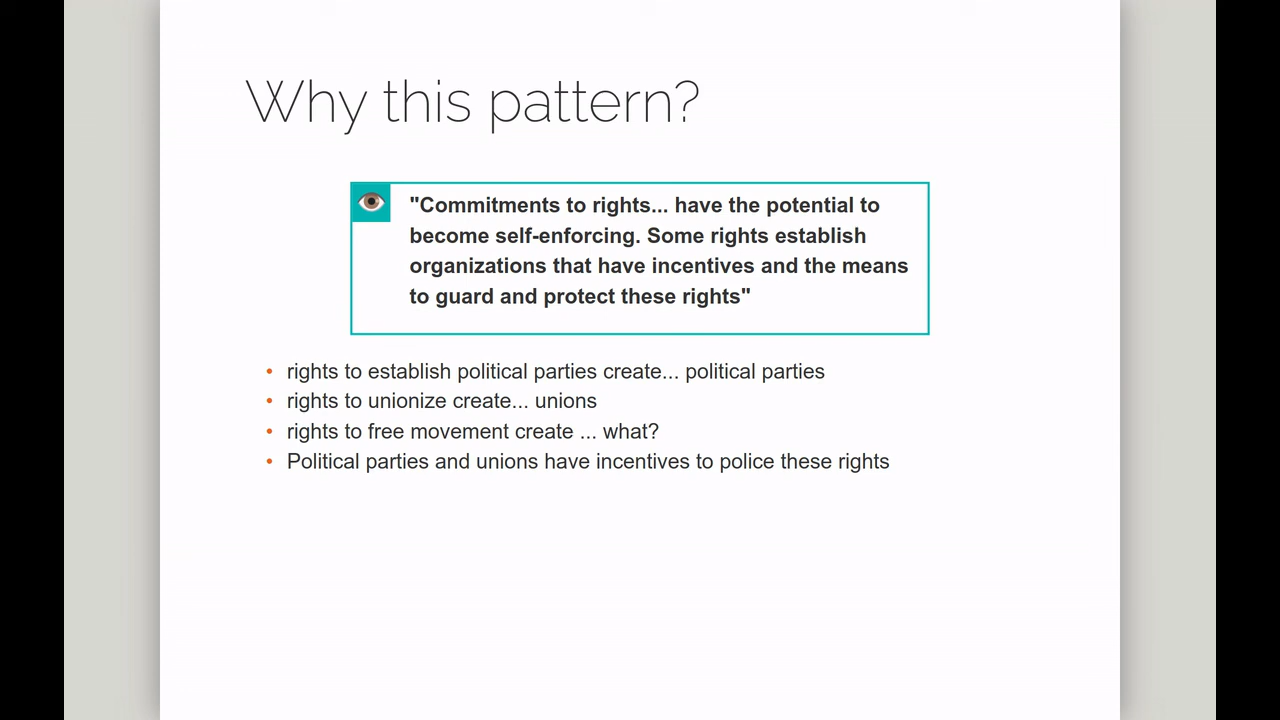 Why this pattern?
"Commitments to rights... have the potential to
become self-enforcing. Some rights establish
organizations that have incentives and the means
to guard and protect these rights"
• rights to establish political parties create... political parties
• rights to unionize create... unions
• rights to free movement create ... what?
• Political parties and unions have incentives to police these rights